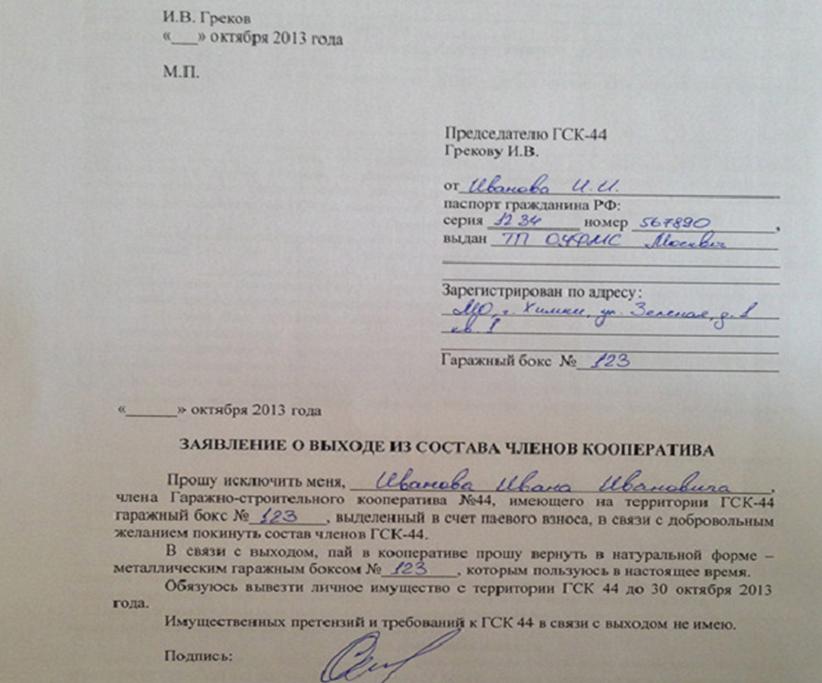 И.В. Греков
«___» октября 2013 года
М.П.
Председателю ГСК-44
Грекову И.В.
от Иванова И.И.
паспорт гражданина РФ:
серия 1234 номер 567890,
выдан ТП ОУФМС Москвы
Зарегистрирован по адресу:
МО, г. Химки, ул. Зеленая, д. 1
кв. 1
Гаражный бокс № 123
«______» октября 2013 года
ЗАЯВЛЕНИЕ О ВЫХОДЕ ИЗ СОСТАВА ЧЛЕНОВ КООПЕРАТИВА
Прошу исключить меня, Иванова Ивана Ивановича,
члена Гаражно-строительного кооператива №44, имеющего на территории ГСК-44
гаражный бокс № 123, выделенный в счет паевого взноса, в связи с добровольным
желанием покинуть состав членов ГСК-44.
В связи с выходом, пай в кооперативе прошу вернуть в натуральной форме –
металлическим гаражным боксом № 123, которым пользуюсь в настоящее время.
Обязуюсь вывезти личное имущество с территории ГСК 44 до 30 октября 2013
года.
Имущественных претензий и требований к ГСК 44 в связи с выходом не имею.
Подпись: